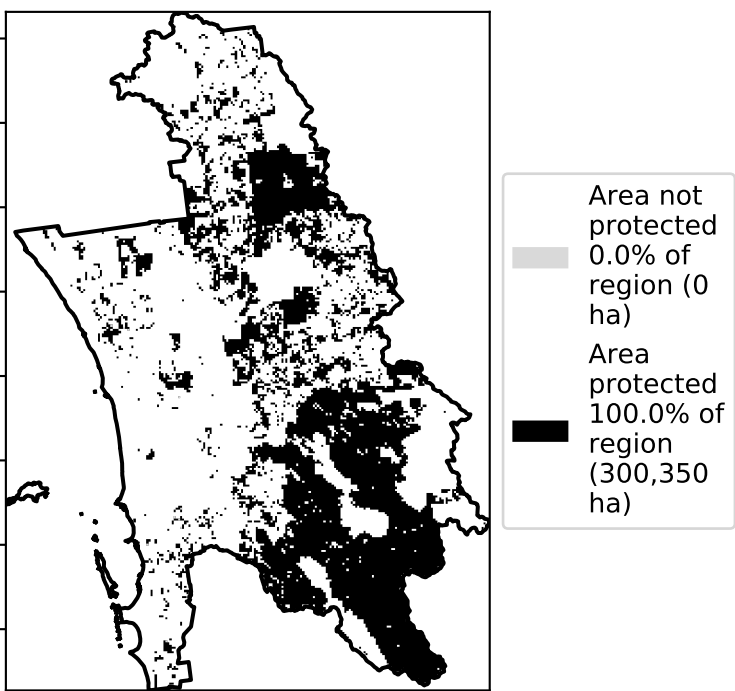 Area not
protected
0.0% of
region (0
ha)
Area
protected
100.0% of
region
(300,350
ha)